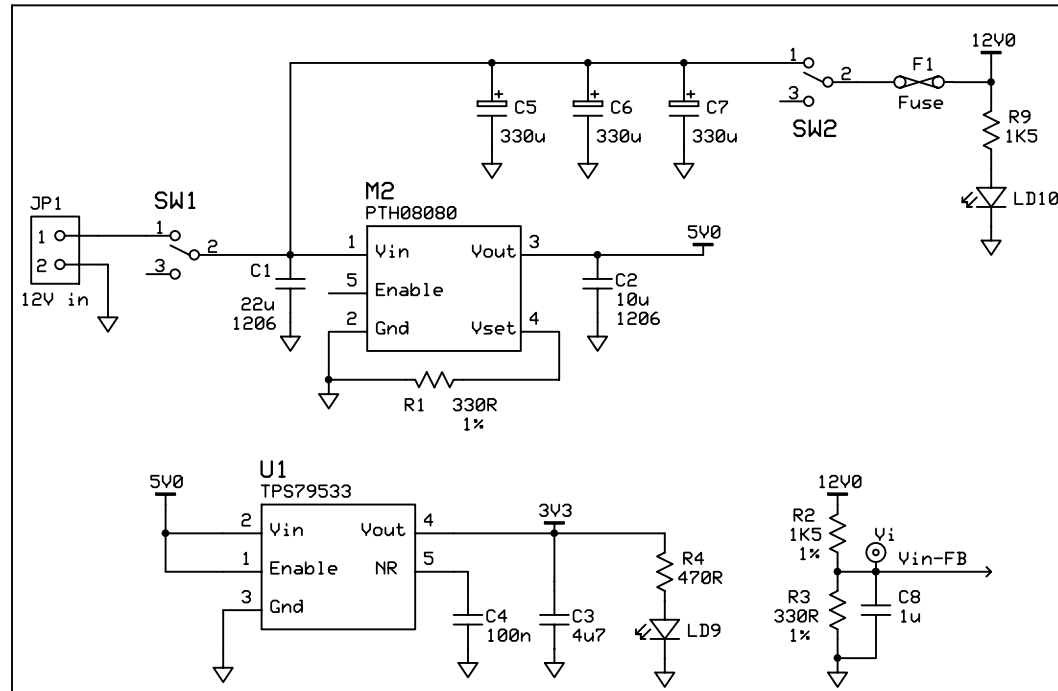 12V0
1
2
3
SW2
F1
Fuse
+
C5
330u
+
C6
330u
+
C7
330u
R9
1K5
LD10
JP1
1
2
12V in
SW1
1
2
3
M2
PTH08080
1
Vin
Vout
3
5
Enable
2
Gnd
Vset
4
C1
22u
1206
5V0
C2
10u
1206
R1
330R
1%
5V0
U1
TPS79533
2
Vin
Vout
4
1
Enable
NR
5
3
Gnd
3V3
C4
100n
C3
4u7
R4
470R
LD9
12V0
R2
1K5
1%
Vi
Vin-FB
R3
330R
1%
C8
1u